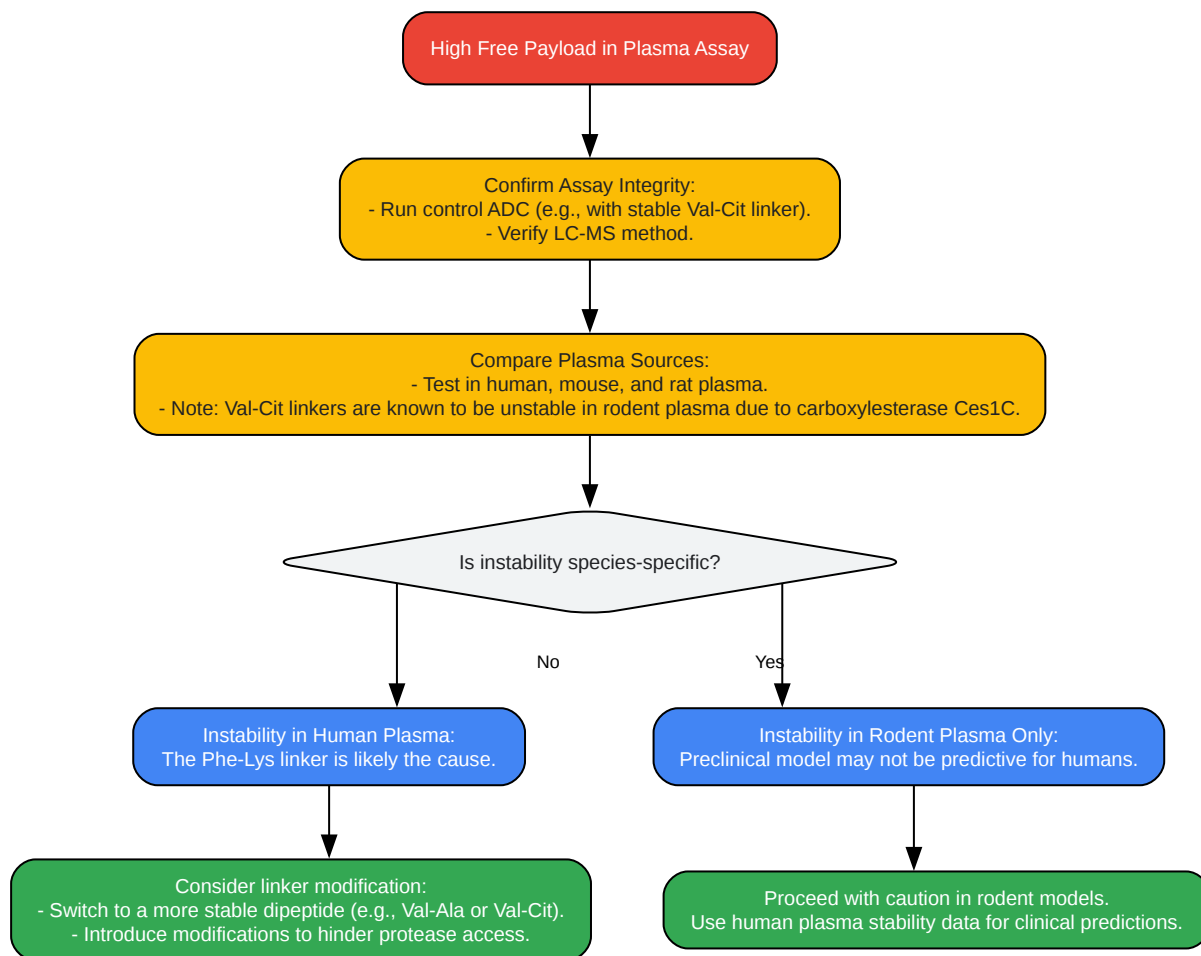 High Free Payload in Plasma Assay
Confirm Assay Integrity:
- Run control ADC (e.g., with stable Val-Cit linker).
- Verify LC-MS method.
Compare Plasma Sources:
- Test in human, mouse, and rat plasma.
- Note: Val-Cit linkers are known to be unstable in rodent plasma due to carboxylesterase Ces1C.
Is instability species-specific?
No
Yes
Instability in Human Plasma:
The Phe-Lys linker is likely the cause.
Instability in Rodent Plasma Only:
Preclinical model may not be predictive for humans.
Consider linker modification:
- Switch to a more stable dipeptide (e.g., Val-Ala or Val-Cit).
- Introduce modifications to hinder protease access.
Proceed with caution in rodent models.
Use human plasma stability data for clinical predictions.